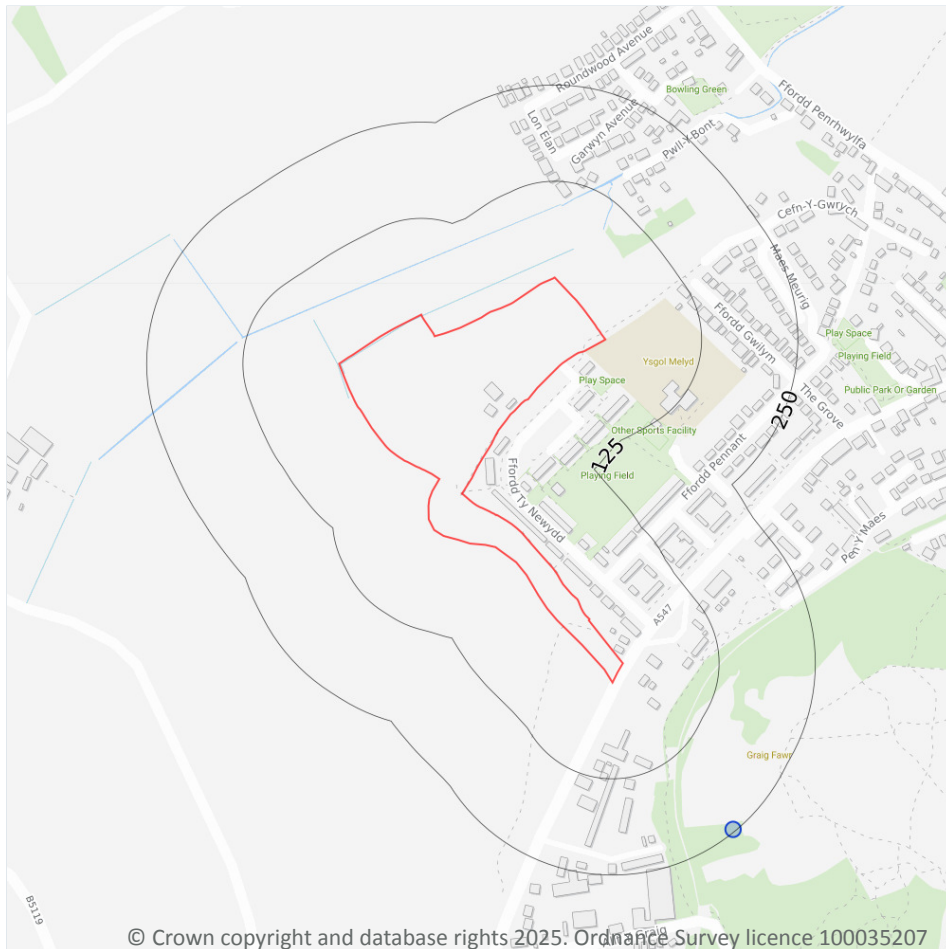 Roundwood Avenue
Bowling Green
Lon Elan
Garwyn Avenue
Pwll-Y-Bont
Ffordd Penrhwylfa
Cefn-Y-Gwrych
Maes Meurig
Ffordd Gwilym
Play Space
Playing Field
Public Park Or Garden
The Grove
Ysgol Melyd
Play Space
Other Sports Facility
250
125
Playing Field
Ffordd Pennant
Ffordd Ty Newydd
Pen Y Maes
A547
Graig Fawr
B5119
Graig
© Crown copyright and database rights 2025. Ordnance Survey licence 100035207